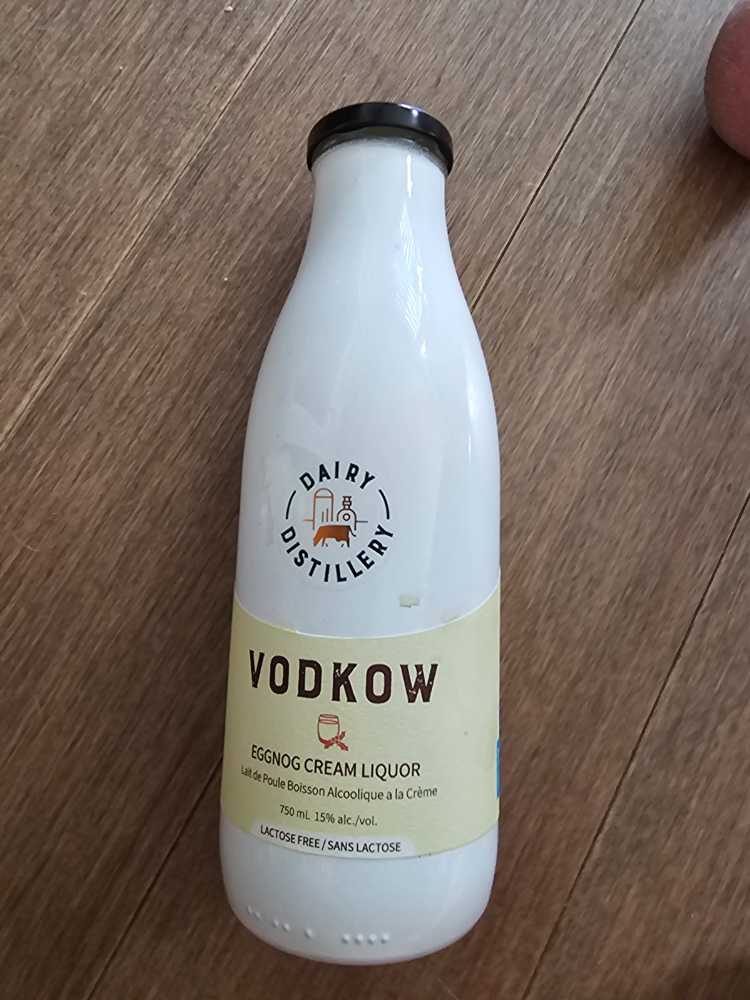 DAIRY
DISTILLERY
VODKOW
EGGNOG CREAM LIQUOR
Lait de Poule Boisson Alcoolique a la Crème
750 mL 15% alc./vol.
LACTOSE FREE / SANS LACTOSE